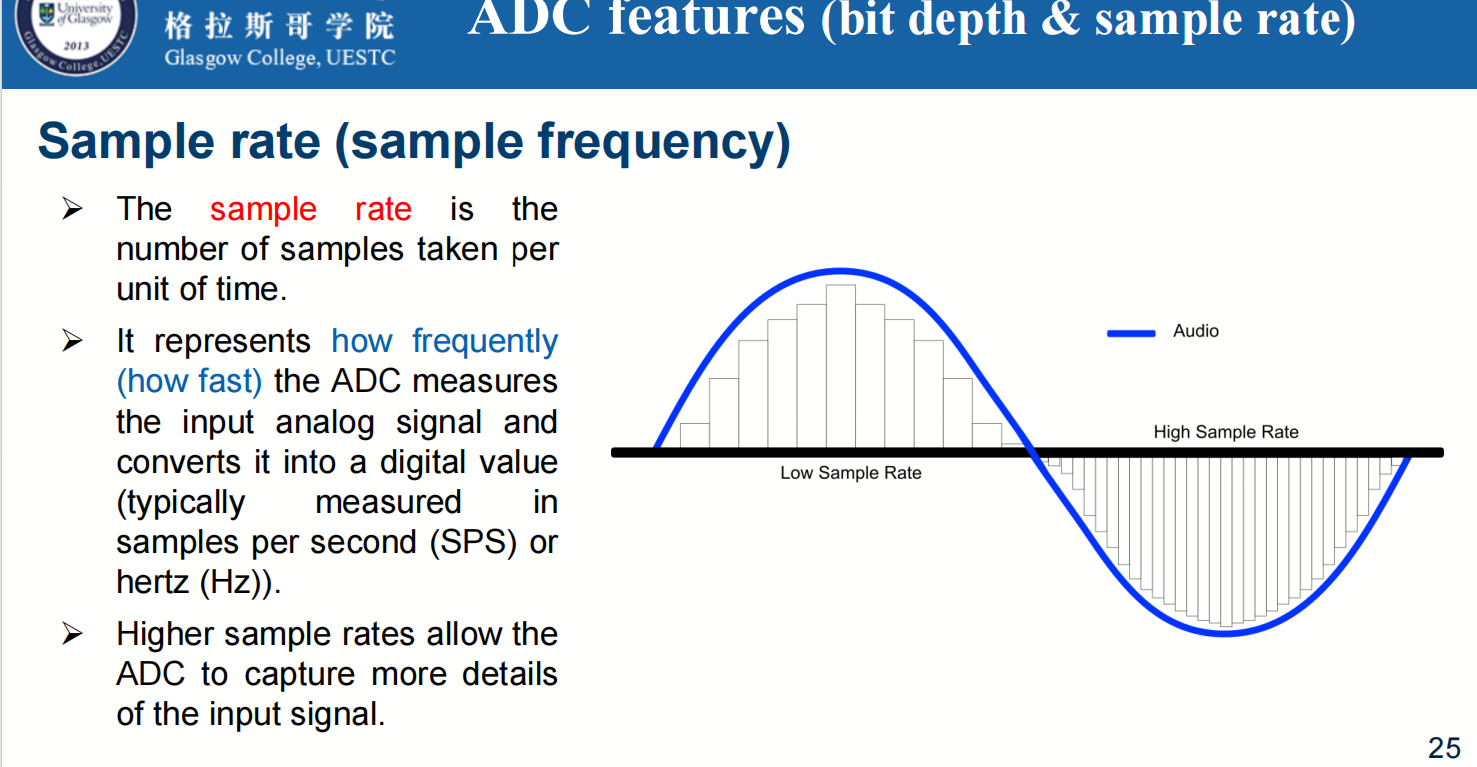 University
of Glasgow
2013
Glasgow College, UESTC
格拉斯哥学院
Glasgow College, UESTC
ADC features (bit depth & sample rate)
Sample rate (sample frequency)
➢ The sample rate is the
number of samples taken per
unit of time.
➢ It represents how frequently
(how fast) the ADC measures
the input analog signal and
converts it into a digital value
(typically measured in
samples per second (SPS) or
hertz (Hz)).
➢ Higher sample rates allow the
ADC to capture more details
of the input signal.
Audio
High Sample Rate
Low Sample Rate
25